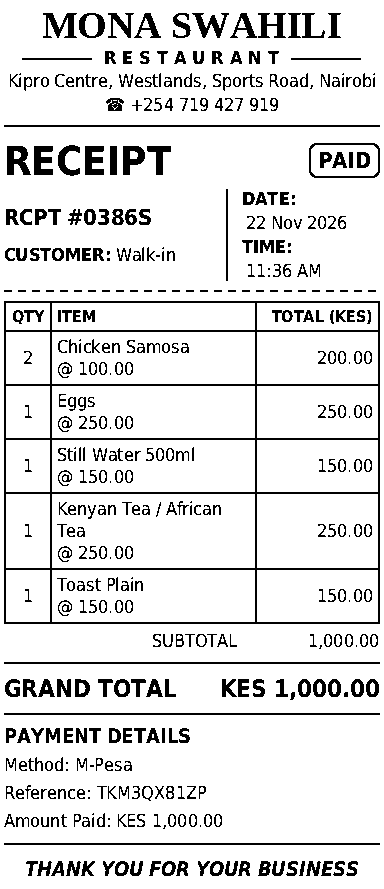 MONA SWAHILI
RESTAURANT
Kipro Centre, Westlands, Sports Road, Nairobi
☎ +254 719 427 919
RECEIPT
PAID
RCPT #0386S
CUSTOMER: Walk-in
DATE:
22 Nov 2026
TIME:
11:36 AM
QTY ITEM TOTAL (KES)
2 Chicken Samosa 200.00
@ 100.00
1 Eggs 250.00
@ 250.00
1 Still Water 500ml 150.00
@ 150.00
Kenyan Tea / African
1 Tea 250.00
@ 250.00
1 Toast Plain 150.00
@ 150.00
SUBTOTAL 1,000.00
GRAND TOTAL KES 1,000.00
PAYMENT DETAILS
Method: M-Pesa
Reference: TKM3QX81ZP
Amount Paid: KES 1,000.00
THANK YOU FOR YOUR BUSINESS